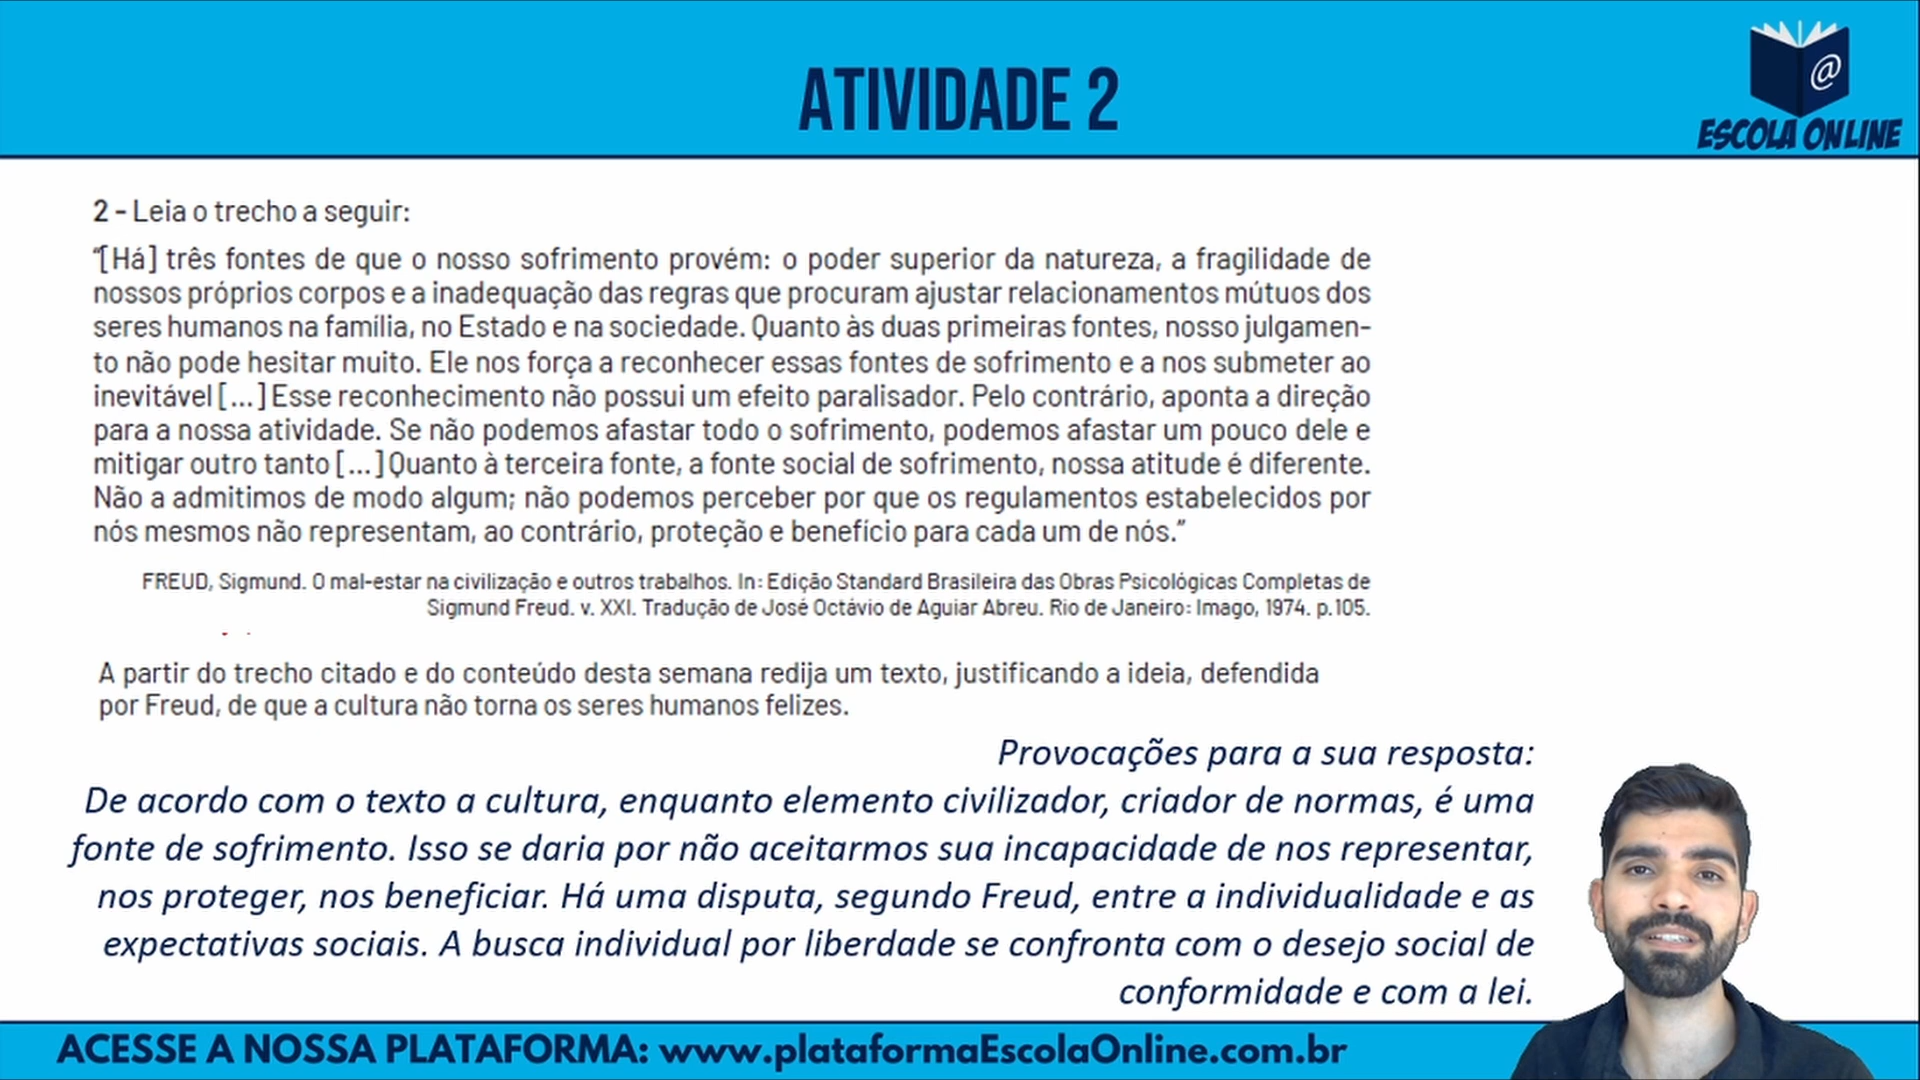 ATIVIDADE 2
@
ESCOLA ONLINE
2 - Leia o trecho a seguir:
“[Há] três fontes de que o nosso sofrimento provém: o poder superior da natureza, a fragilidade de
nossos próprios corpos e a inadequação das regras que procuram ajustar relacionamentos mútuos dos
seres humanos na família, no Estado e na sociedade. Quanto às duas primeiras fontes, nosso julgamen-
to não pode hesitar muito. Ele nos força a reconhecer essas fontes de sofrimento e a nos submeter ao
inevitável [...] Esse reconhecimento não possui um efeito paralisador. Pelo contrário, aponta a direção
para a nossa atividade. Se não podemos afastar todo o sofrimento, podemos afastar um pouco dele e
mitigar outro tanto [...] Quanto à terceira fonte, a fonte social de sofrimento, nossa atitude é diferente.
Não a admitimos de modo algum; não podemos perceber por que os regulamentos estabelecidos por
nós mesmos não representam, ao contrário, proteção e benefício para cada um de nós.”
FREUD, Sigmund. O mal-estar na civilização e outros trabalhos. In: Edição Standard Brasileira das Obras Psicológicas Completas de
Sigmund Freud. v. XXI. Tradução de José Octávio de Aguiar Abreu. Rio de Janeiro: Imago, 1974. p.105.
A partir do trecho citado e do conteúdo desta semana redija um texto, justificando a ideia, defendida
por Freud, de que a cultura não torna os seres humanos felizes.
Provocações para a sua resposta:
De acordo com o texto a cultura, enquanto elemento civilizador, criador de normas, é uma
fonte de sofrimento. Isso se daria por não aceitarmos sua incapacidade de nos representar,
nos proteger, nos beneficiar. Há uma disputa, segundo Freud, entre a individualidade e as
expectativas sociais. A busca individual por liberdade se confronta com o desejo social de
conformidade e com a lei.
ACESSE A NOSSA PLATAFORMA: www.plataformaEscolaOnline.com.br